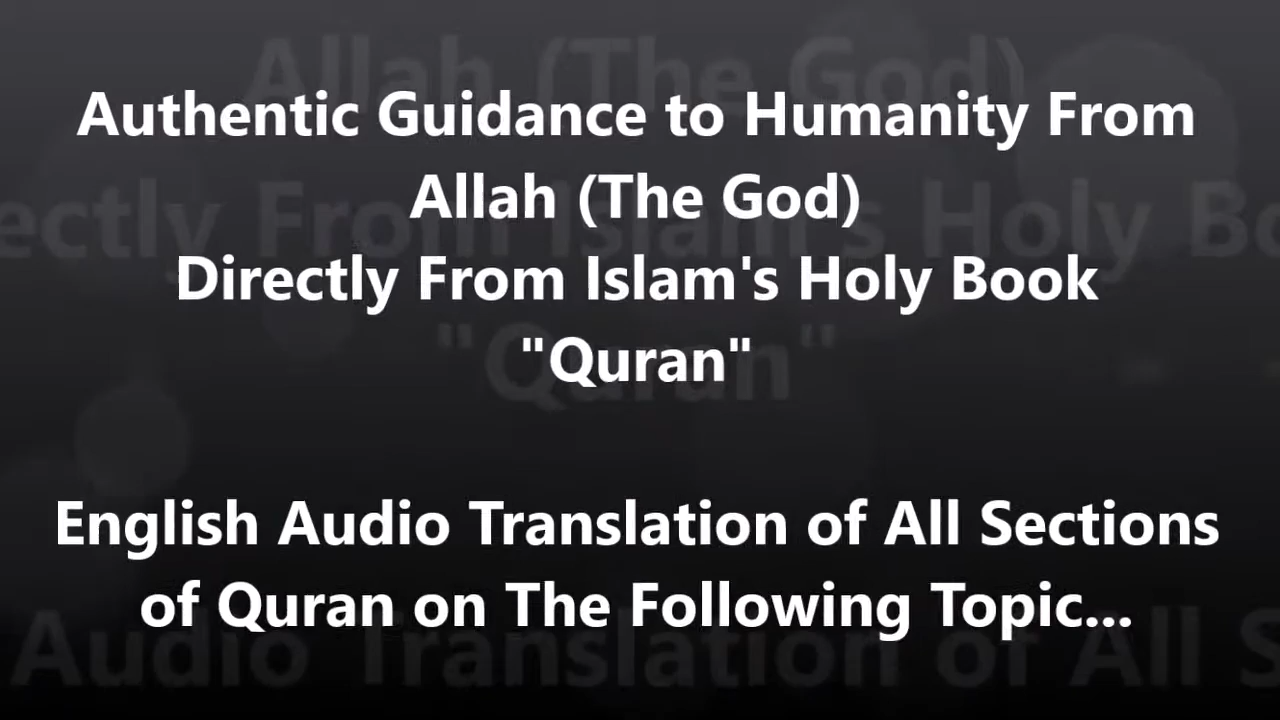 Authentic Guidance to Humanity From
Allah (The God)
Directly From Islam's Holy Book
"Quran"
English Audio Translation of All Sections
of Quran on The Following Topic...